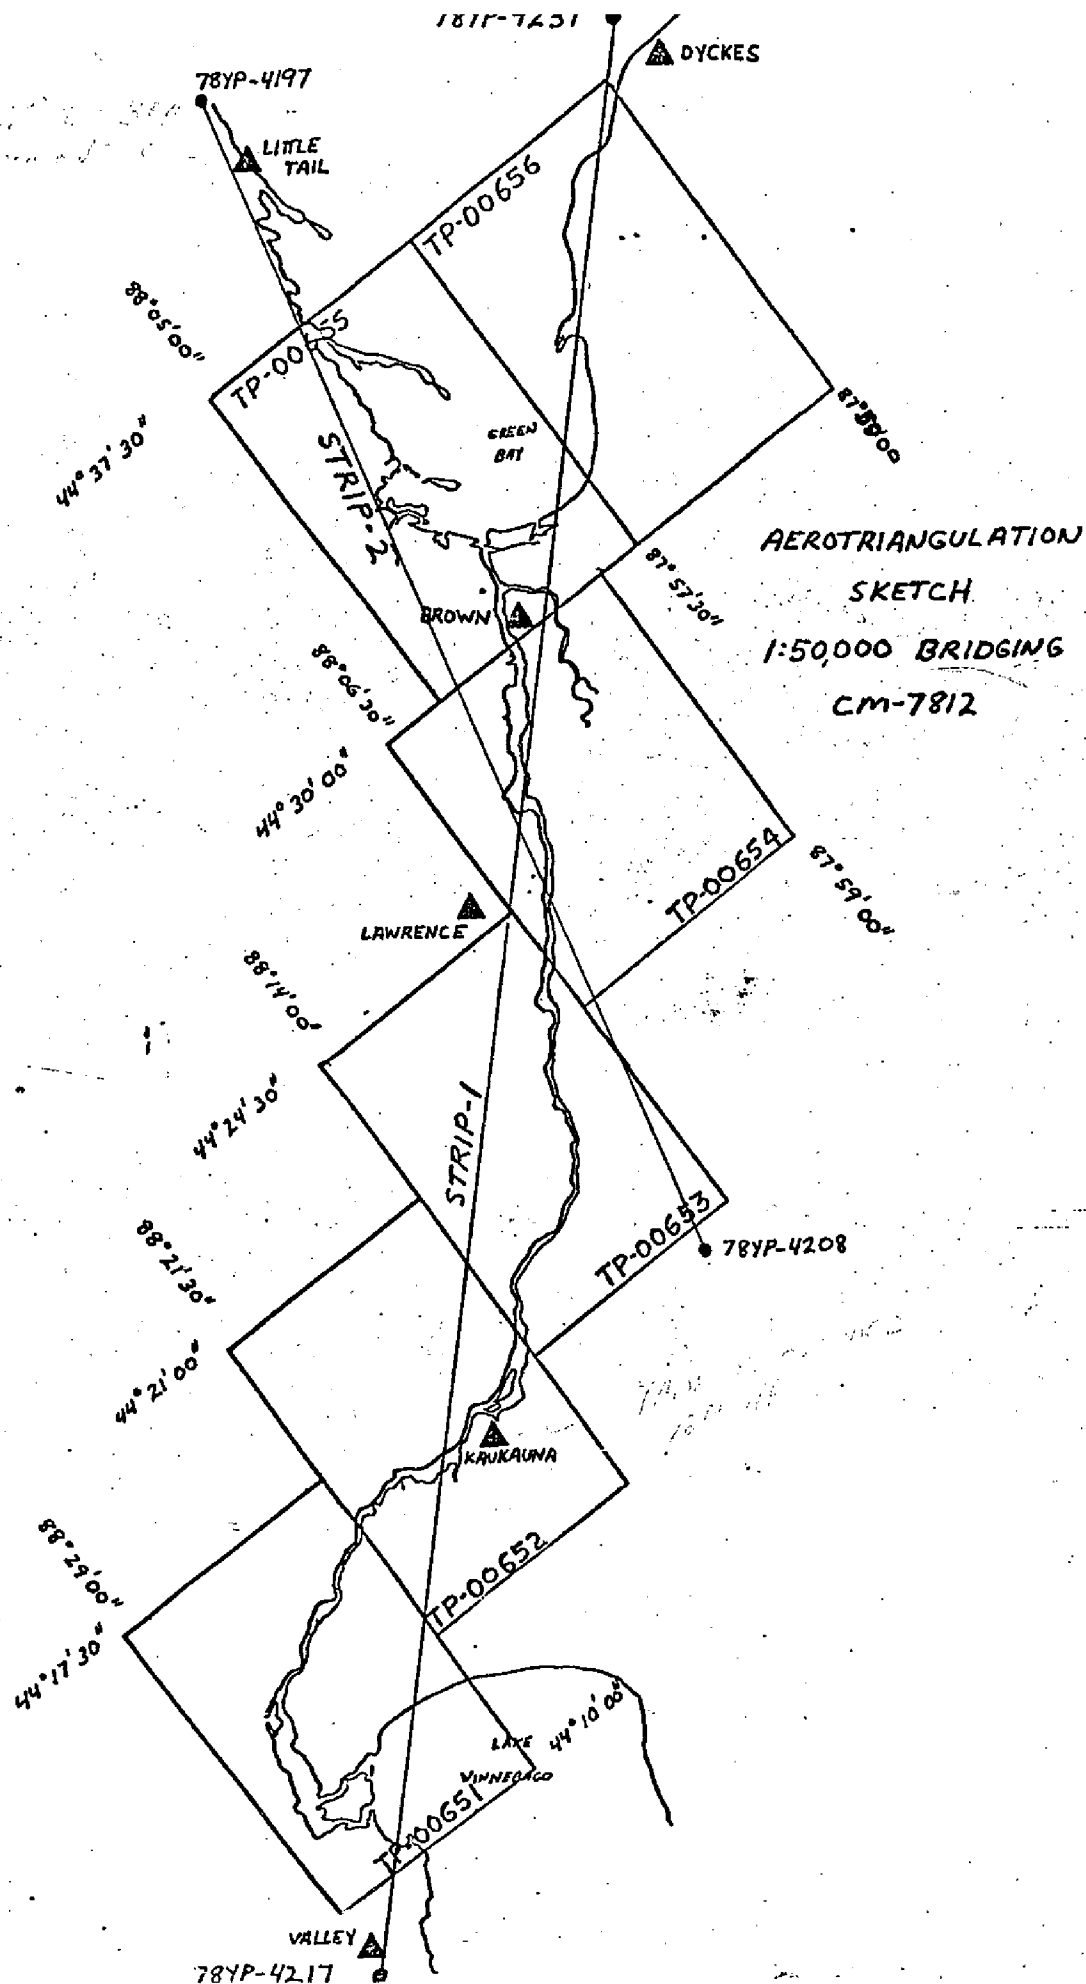 DYCKES
78YP-4197
LITTLE
TAIL
TP-00656
88°05'00"
TP-00
55
GREEN
BAY
44°37'30"
STRIP-2
AEROTRIANGULATION
SKETCH
1:50,000 BRIDGING
CM-7812
87°57'30"
BROWN
88°06'30"
44°30'00"
TP-00654
87°59'00"
LAWRENCE
88°14'00"
44°24'30"
STRIP-1
TP-00653
78YP-4208
88°21'30"
44°21'00"
KAUKAUNA
TP-00652
88°29'00"
44°17'30"
44°10'00"
LAKE
WINNEBAGO
TP-00651
VALLEY
78YP-4217